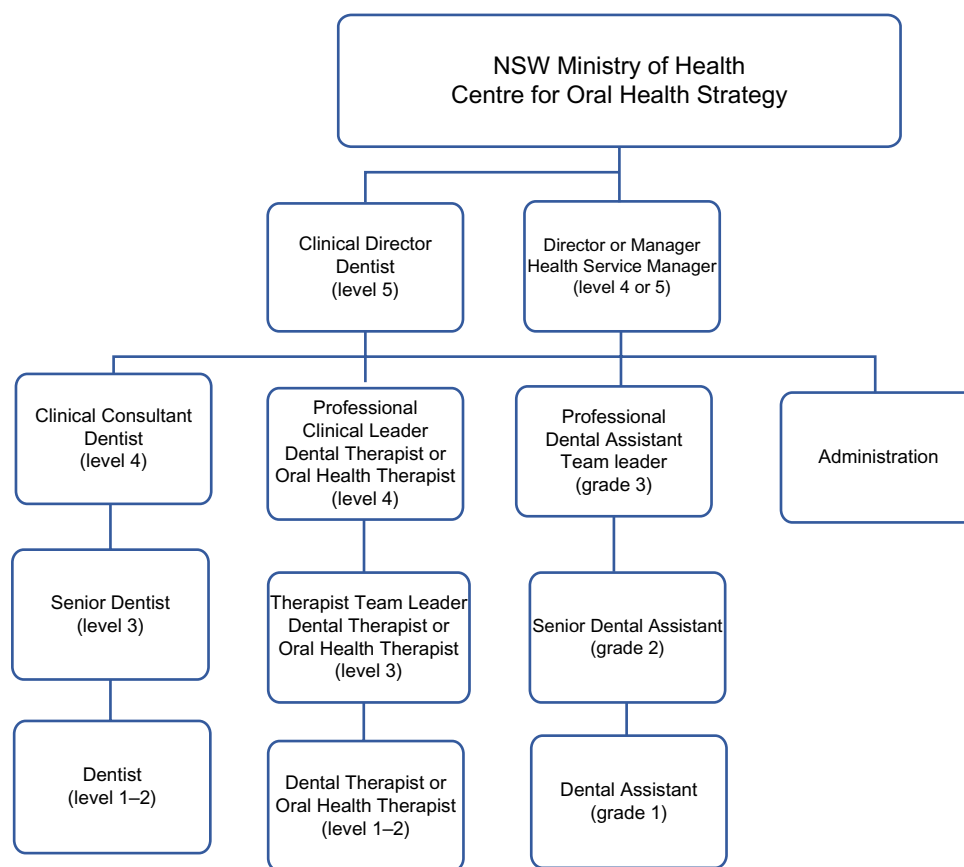 NSW Ministry of Health
Centre for Oral Health Strategy
Clinical Director
Dentist
(level 5)
Director or Manager
Health Service Manager
(level 4 or 5)
Clinical Consultant
Dentist
(level 4)
Professional
Clinical Leader
Dental Therapist or
Oral Health Therapist
(level 4)
Professional
Dental Assistant
Team leader
(grade 3)
Administration
Senior Dentist
(level 3)
Therapist Team Leader
Dental Therapist or
Oral Health Therapist
(level 3)
Senior Dental Assistant
(grade 2)
Dentist
(level 1–2)
Dental Therapist or
Oral Health Therapist
(level 1–2)
Dental Assistant
(grade 1)